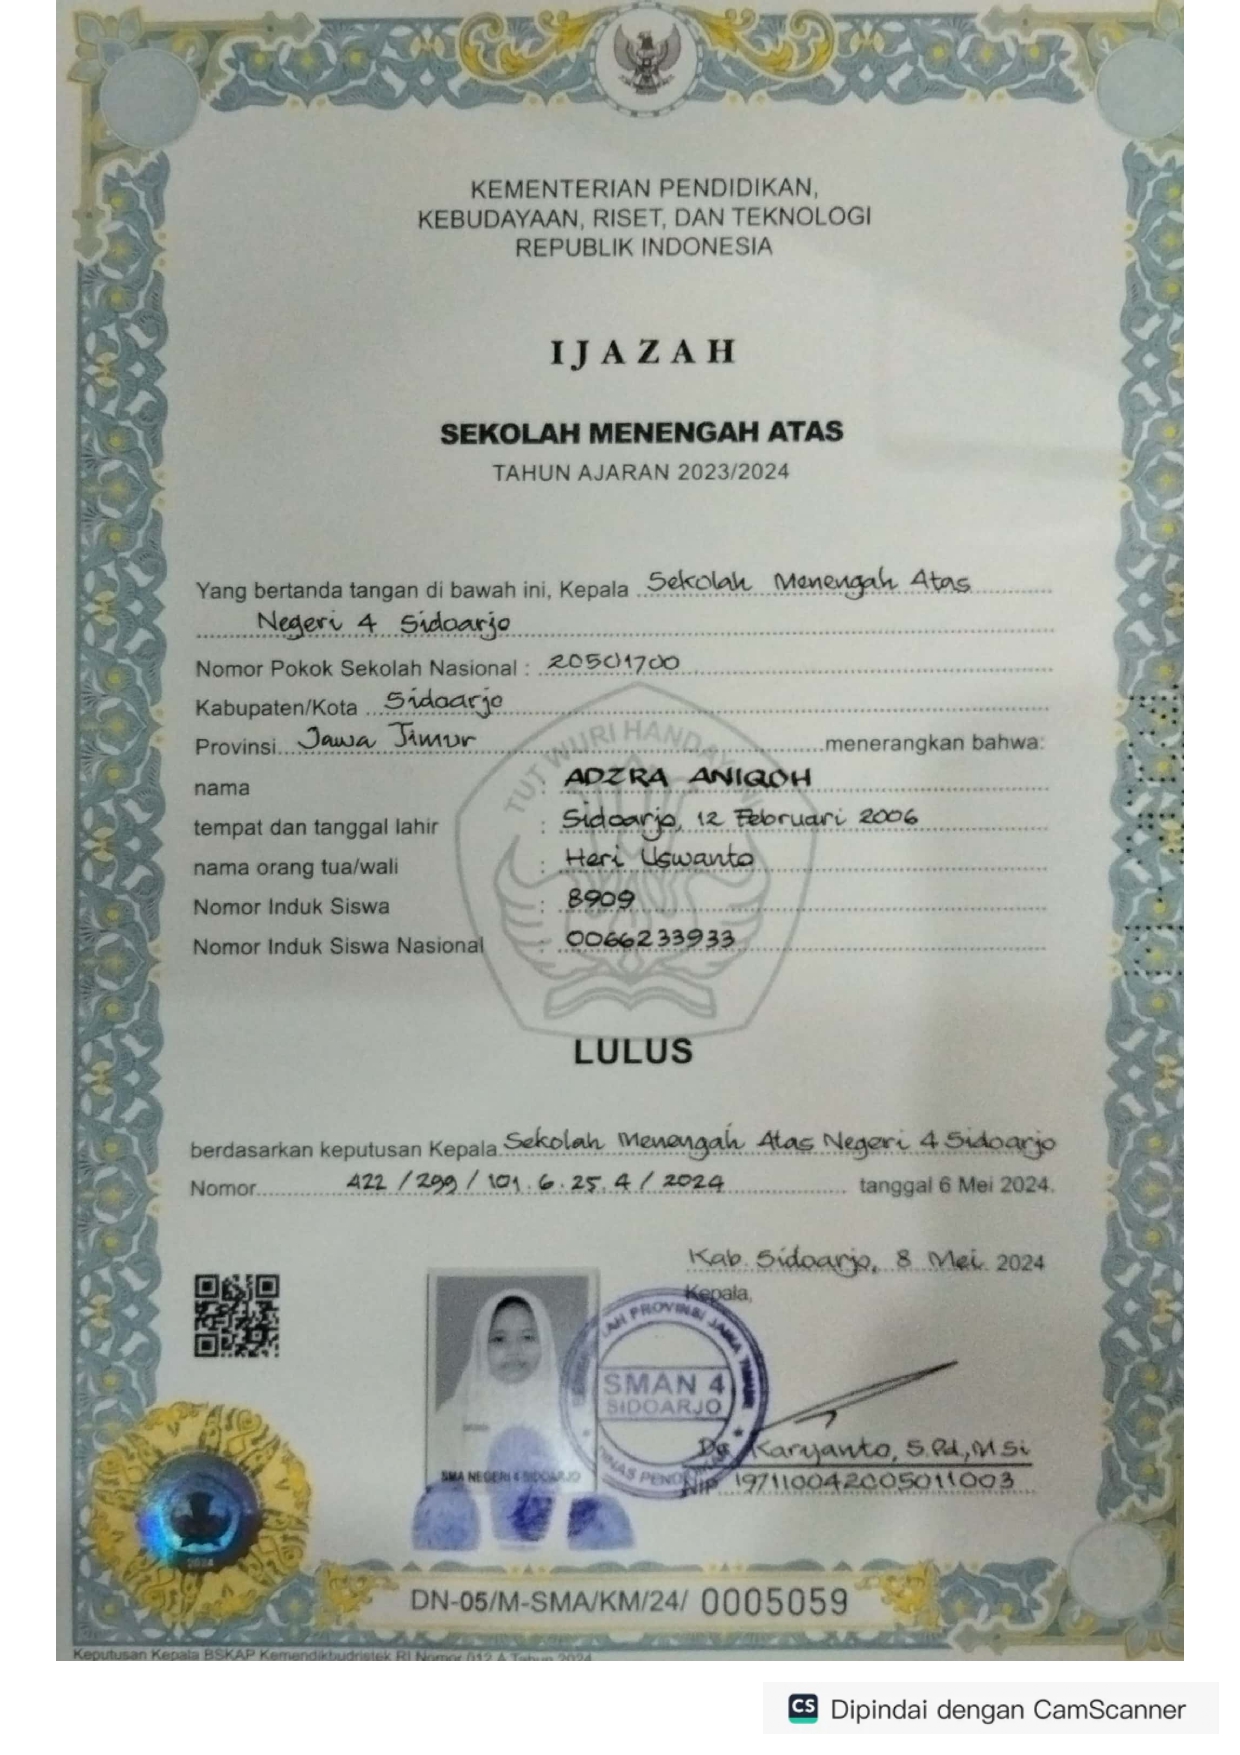 KEMENTERIAN PENDIDIKAN,
KEBUDAYAAN, RISET, DAN TEKNOLOGI
REPUBLIK INDONESIA
IJAZAH
SEKOLAH MENENGAH ATAS
TAHUN AJARAN 2023/2024
Yang bertanda tangan di bawah ini, Kepala Sekolah Menengah Atas
Negeri 4 Sidoarjo
Nomor Pokok Sekolah Nasional : 20501700
Kabupaten/Kota Sidoarjo
Provinsi Jawa Timur menerangkan bahwa:
TUT WURI HANDAYANI
nama : ADZRA ANIQOH
tempat dan tanggal lahir : Sidoarjo, 12 Februari 2006
nama orang tua/wali : Heri Uswanto
Nomor Induk Siswa : 8909
Nomor Induk Siswa Nasional : 0066233933
LULUS
berdasarkan keputusan Kepala Sekolah Menengah Atas Negeri 4 Sidoarjo
Nomor 422 / 299 / 101.6.25.4 / 2024 tanggal 6 Mei 2024.
Kab. Sidoarjo, 8 Mei 2024
Kepala,
PROVINSI JAWA TIMUR
SMAN 4
SIDOARJO
DINAS
Karyanto, S.Pd, M.Si
NIP 197110042005011003
SMA NEGERI 4 SIDOARJO
2024
DN-05/M-SMA/KM/24/ 0005059
Keputusan Kepala BSKAP Kemendikbudristek RI Nomor 012 A Tahun 2024
CS Dipindai dengan CamScanner